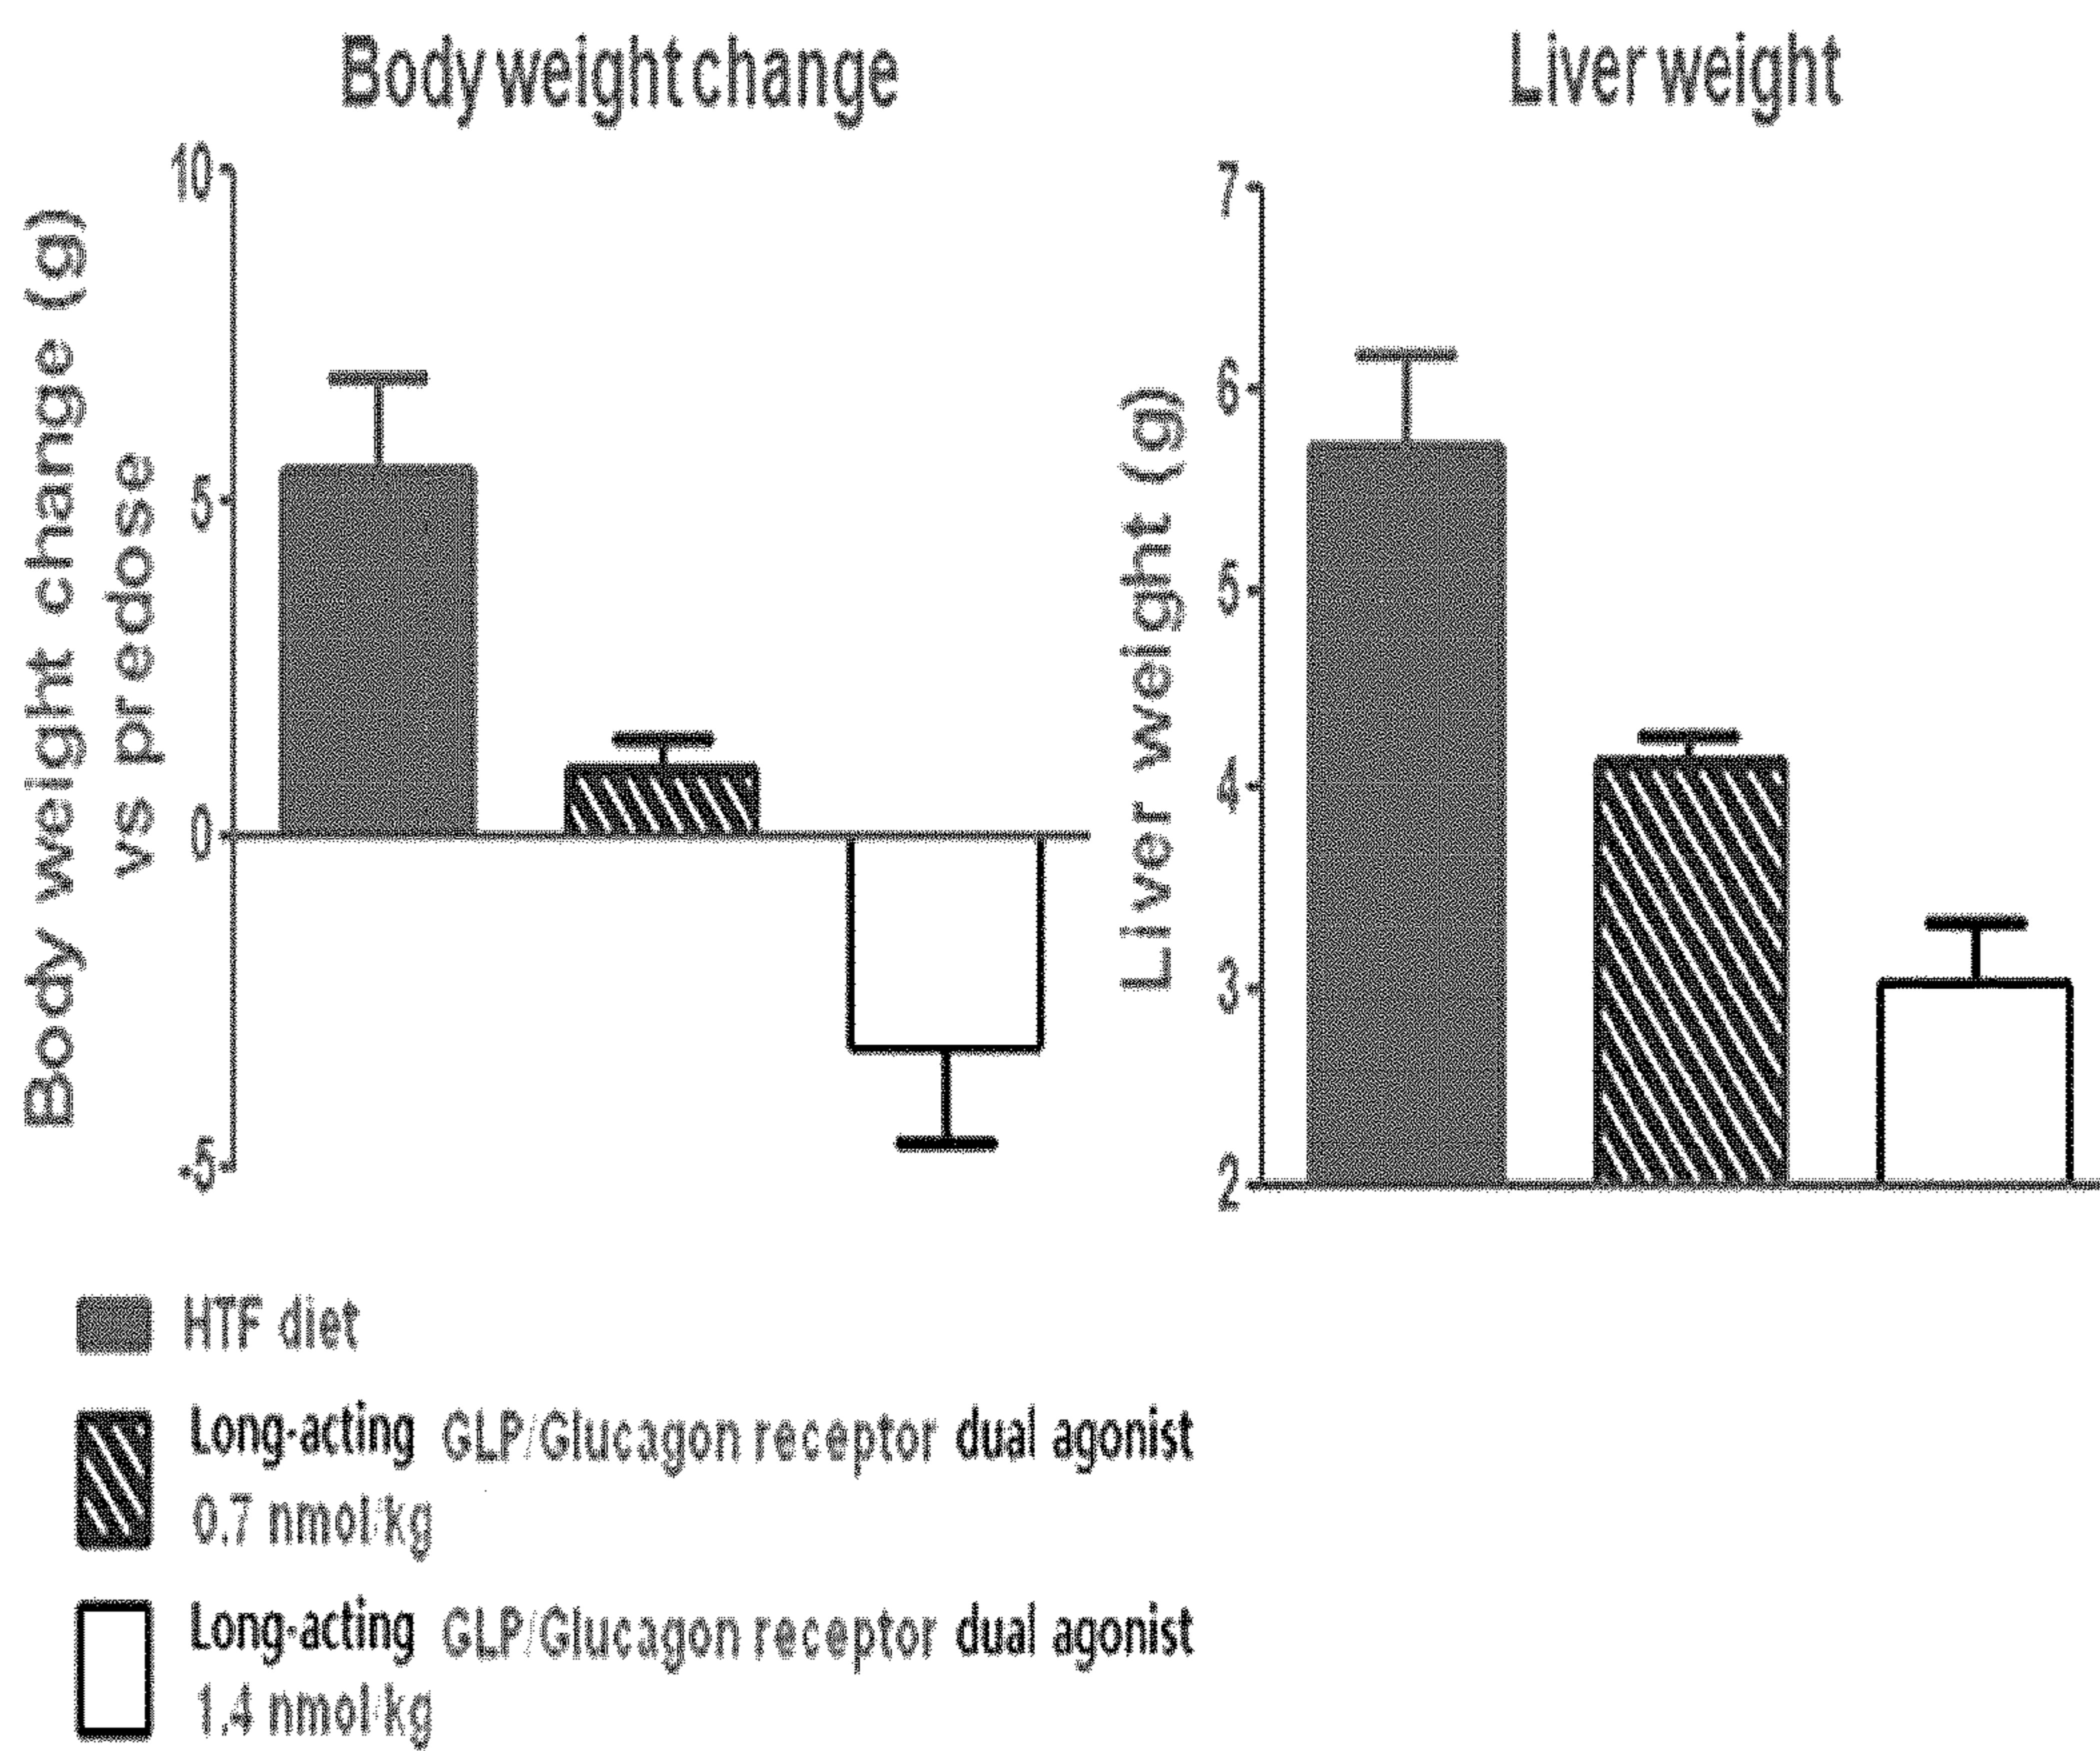 Body weight change
Liver weight
Body weight change (g)
vs predose
10
5
0
-5
Liver weight (g)
7
6
5
4
3
2
HTF diet
Long-acting GLP/Glucagon receptor dual agonist
0.7 nmol/kg
Long-acting GLP/Glucagon receptor dual agonist
1.4 nmol/kg